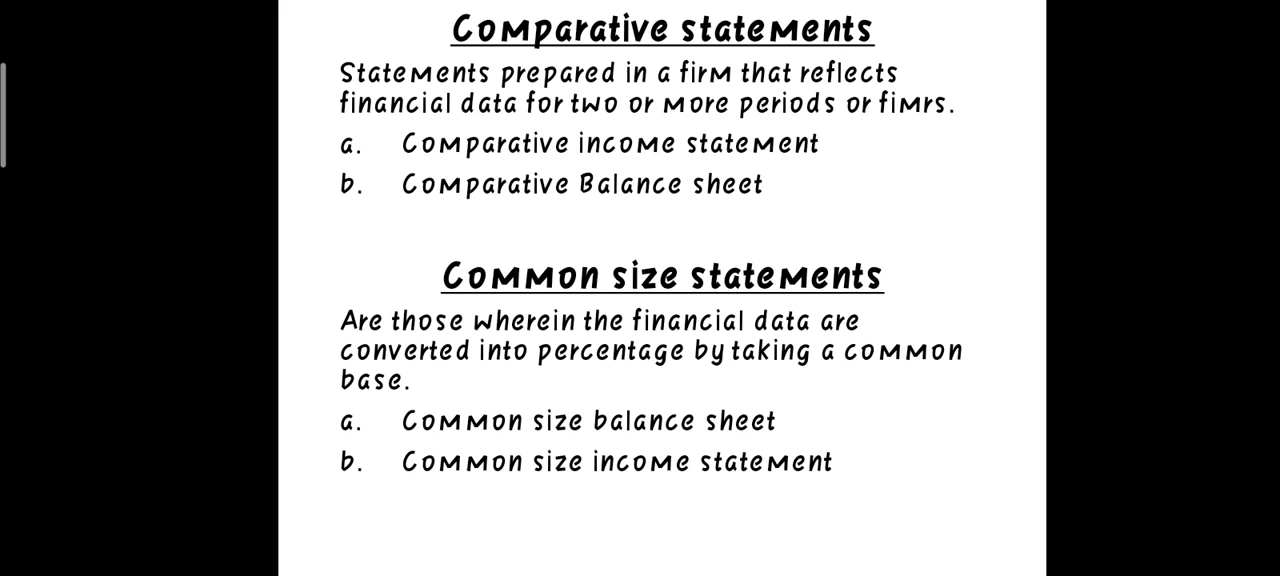 Comparative statements
Statements prepared in a firm that reflects
financial data for two or more periods or fimrs.
a. Comparative income statement
b. Comparative Balance sheet
Common size statements
Are those wherein the financial data are
converted into percentage by taking a common
base.
a. Common size balance sheet
b. Common size income statement